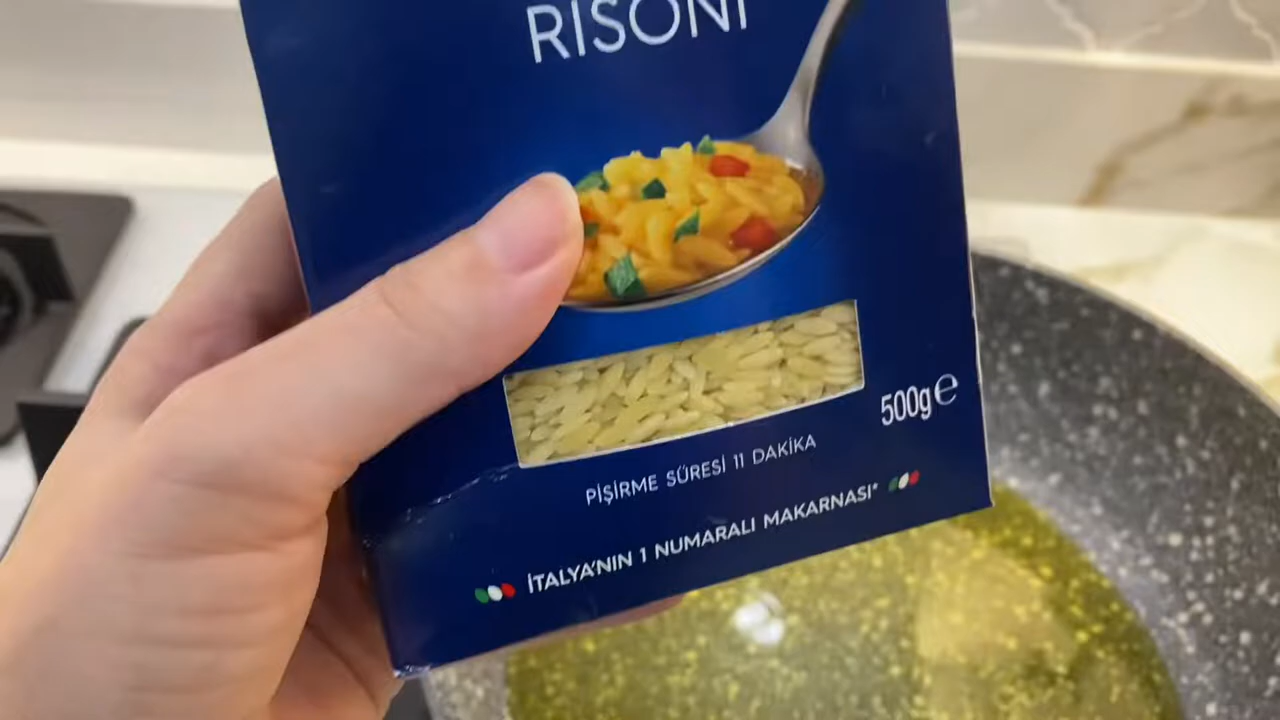 RISONI
500g e
PİŞİRME SÜRESİ 11 DAKİKA
İTALYA'NIN 1 NUMARALI MAKARNASI*